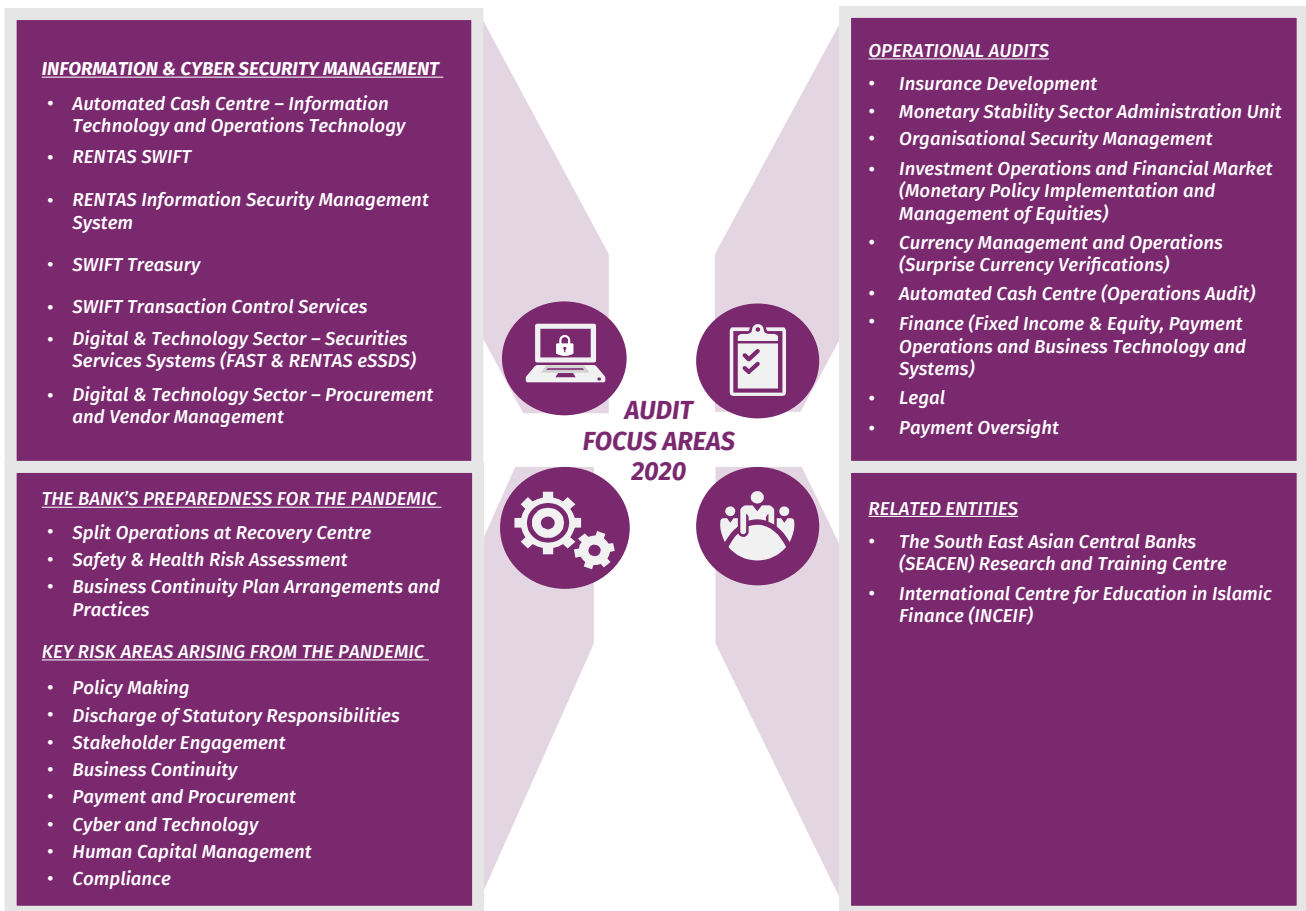 INFORMATION & CYBER SECURITY MANAGEMENT
• Automated Cash Centre – Information
Technology and Operations Technology
• RENTAS SWIFT
• RENTAS Information Security Management
System
• SWIFT Treasury
• SWIFT Transaction Control Services
• Digital & Technology Sector – Securities
Services Systems (FAST & RENTAS eSSDS)
• Digital & Technology Sector – Procurement
and Vendor Management
OPERATIONAL AUDITS
• Insurance Development
• Monetary Stability Sector Administration Unit
• Organisational Security Management
• Investment Operations and Financial Market
(Monetary Policy Implementation and
Management of Equities)
• Currency Management and Operations
(Surprise Currency Verifications)
• Automated Cash Centre (Operations Audit)
• Finance (Fixed Income & Equity, Payment
Operations and Business Technology and
Systems)
• Legal
• Payment Oversight
AUDIT
FOCUS AREAS
2020
THE BANK’S PREPAREDNESS FOR THE PANDEMIC
• Split Operations at Recovery Centre
• Safety & Health Risk Assessment
• Business Continuity Plan Arrangements and
Practices
KEY RISK AREAS ARISING FROM THE PANDEMIC
• Policy Making
• Discharge of Statutory Responsibilities
• Stakeholder Engagement
• Business Continuity
• Payment and Procurement
• Cyber and Technology
• Human Capital Management
• Compliance
RELATED ENTITIES
• The South East Asian Central Banks
(SEACEN) Research and Training Centre
• International Centre for Education in Islamic
Finance (INCEIF)